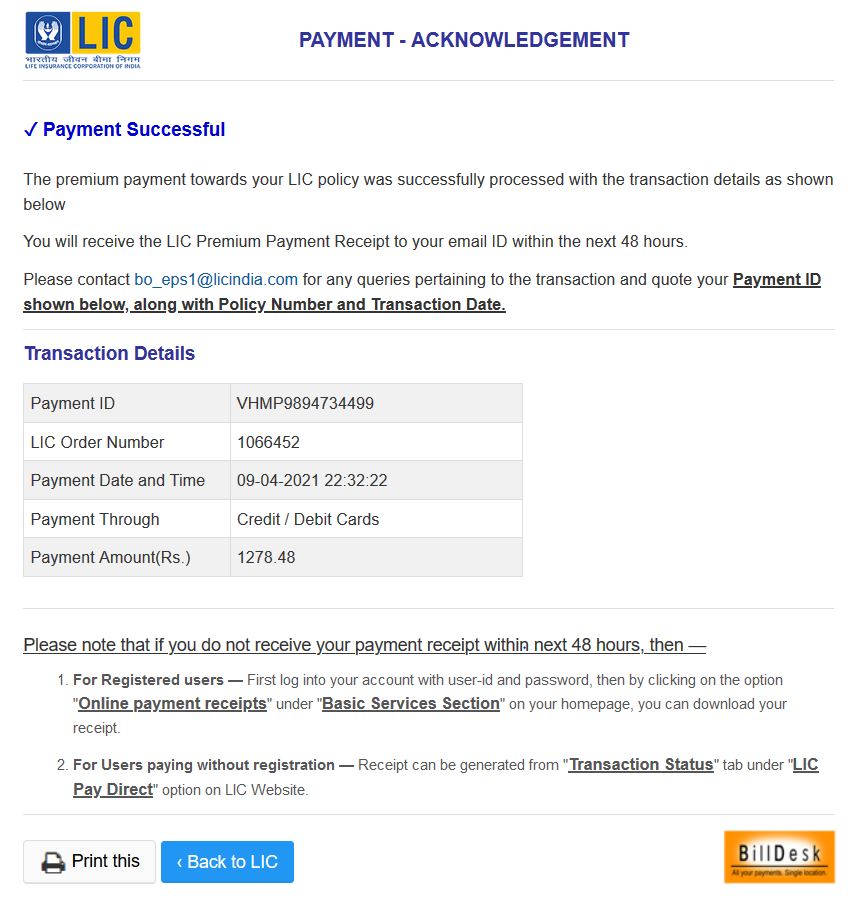 LIC
भारतीय जीवन बीमा निगम
LIFE INSURANCE CORPORATION OF INDIA
PAYMENT - ACKNOWLEDGEMENT
✓ Payment Successful
The premium payment towards your LIC policy was successfully processed with the transaction details as shown
below
You will receive the LIC Premium Payment Receipt to your email ID within the next 48 hours.
Please contact bo_eps1@licindia.com for any queries pertaining to the transaction and quote your Payment ID
shown below, along with Policy Number and Transaction Date.
Transaction Details
Payment ID VHMP9894734499
LIC Order Number 1066452
Payment Date and Time 09-04-2021 22:32:22
Payment Through Credit / Debit Cards
Payment Amount(Rs.) 1278.48
Please note that if you do not receive your payment receipt within next 48 hours, then —
1. For Registered users — First log into your account with user-id and password, then by clicking on the option
"Online payment receipts" under "Basic Services Section" on your homepage, you can download your
receipt.
2. For Users paying without registration — Receipt can be generated from "Transaction Status" tab under "LIC
Pay Direct" option on LIC Website.
Print this
‹ Back to LIC
BillDesk
All your payments. Single location.